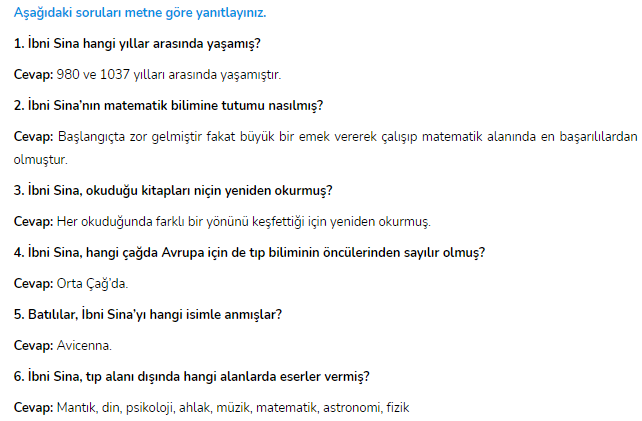 Aşağıdaki soruları metne göre yanıtlayınız.
1. İbni Sina hangi yıllar arasında yaşamış?
Cevap: 980 ve 1037 yılları arasında yaşamıştır.
2. İbni Sina’nın matematik bilimine tutumu nasılmış?
Cevap: Başlangıçta zor gelmiştir fakat büyük bir emek vererek çalışıp matematik alanında en başarılılardan
olmuştur.
3. İbni Sina, okuduğu kitapları niçin yeniden okurmuş?
Cevap: Her okuduğunda farklı bir yönünü keşfettiği için yeniden okurmuş.
4. İbni Sina, hangi çağda Avrupa için de tıp biliminin öncülerinden sayılır olmuş?
Cevap: Orta Çağ’da.
5. Batılılar, İbni Sina’yı hangi isimle anmışlar?
Cevap: Avicenna.
6. İbni Sina, tıp alanı dışında hangi alanlarda eserler vermiş?
Cevap: Mantık, din, psikoloji, ahlak, müzik, matematik, astronomi, fizik